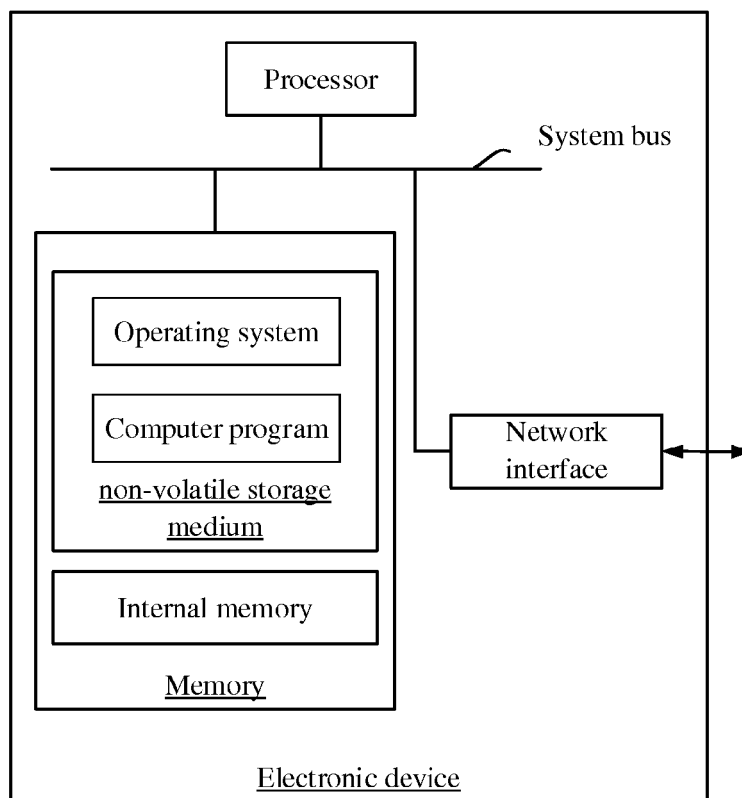 Processor
System bus
Operating system
Computer program
non-volatile storage
medium
Network
interface
Internal memory
Memory
Electronic device